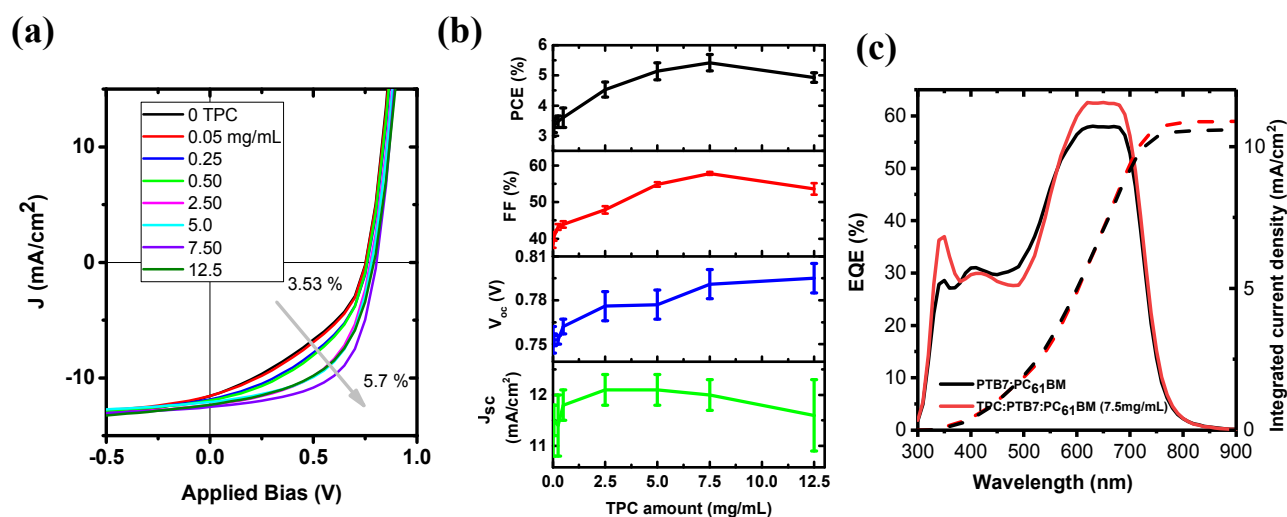 (a)
J (mA/cm²)
10
0
-10
0 TPC
0.05 mg/mL
0.25
0.50
2.50
5.0
7.50
12.5
3.53 %
5.7 %
-0.5 0.0 0.5 1.0
Applied Bias (V)
(b)
PCE (%)
6
5
4
3
FF (%)
60
50
40
V_oc (V)
0.81
0.78
0.75
J_SC
(mA/cm²)
12
11
0.0 2.5 5.0 7.5 10.0 12.5
TPC amount (mg/mL)
(c)
EQE (%)
60
50
40
30
20
10
0
PTB7:PC₆₁BM
TPC:PTB7:PC₆₁BM (7.5mg/mL)
10
5
0
Integrated current density (mA/cm²)
300 400 500 600 700 800 900
Wavelength (nm)